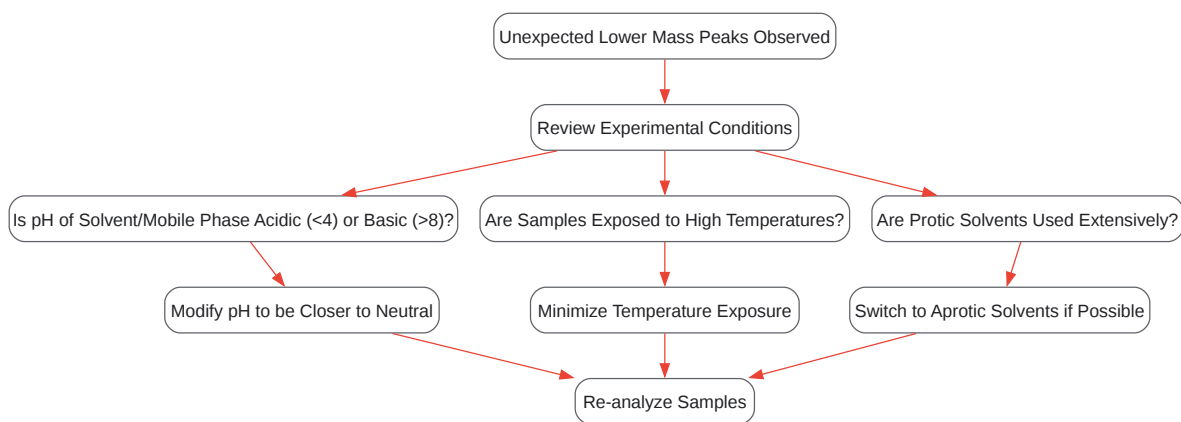 Unexpected Lower Mass Peaks Observed
Review Experimental Conditions
Is pH of Solvent/Mobile Phase Acidic (<4) or Basic (>8)?
Are Samples Exposed to High Temperatures?
Are Protic Solvents Used Extensively?
Modify pH to be Closer to Neutral
Minimize Temperature Exposure
Switch to Aprotic Solvents if Possible
Re-analyze Samples